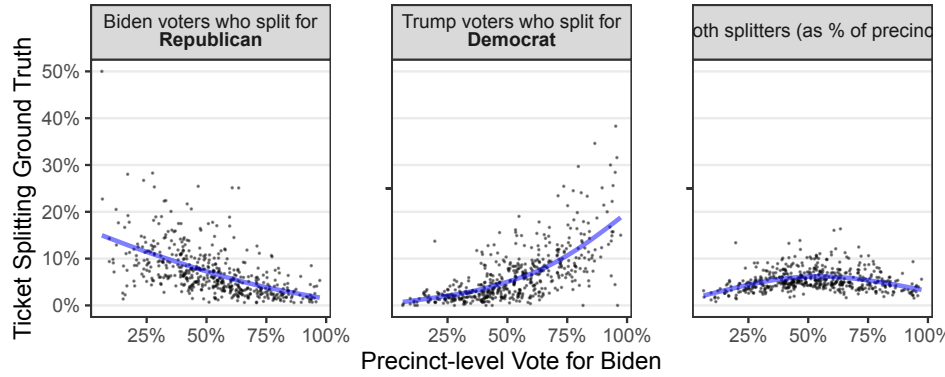 Biden voters who split for
Republican
Trump voters who split for
Democrat
oth splitters (as % of precinc
Ticket Splitting Ground Truth
50%
40%
30%
20%
10%
0%
25% 50% 75% 100%
25% 50% 75% 100%
25% 50% 75% 100%
Precinct-level Vote for Biden